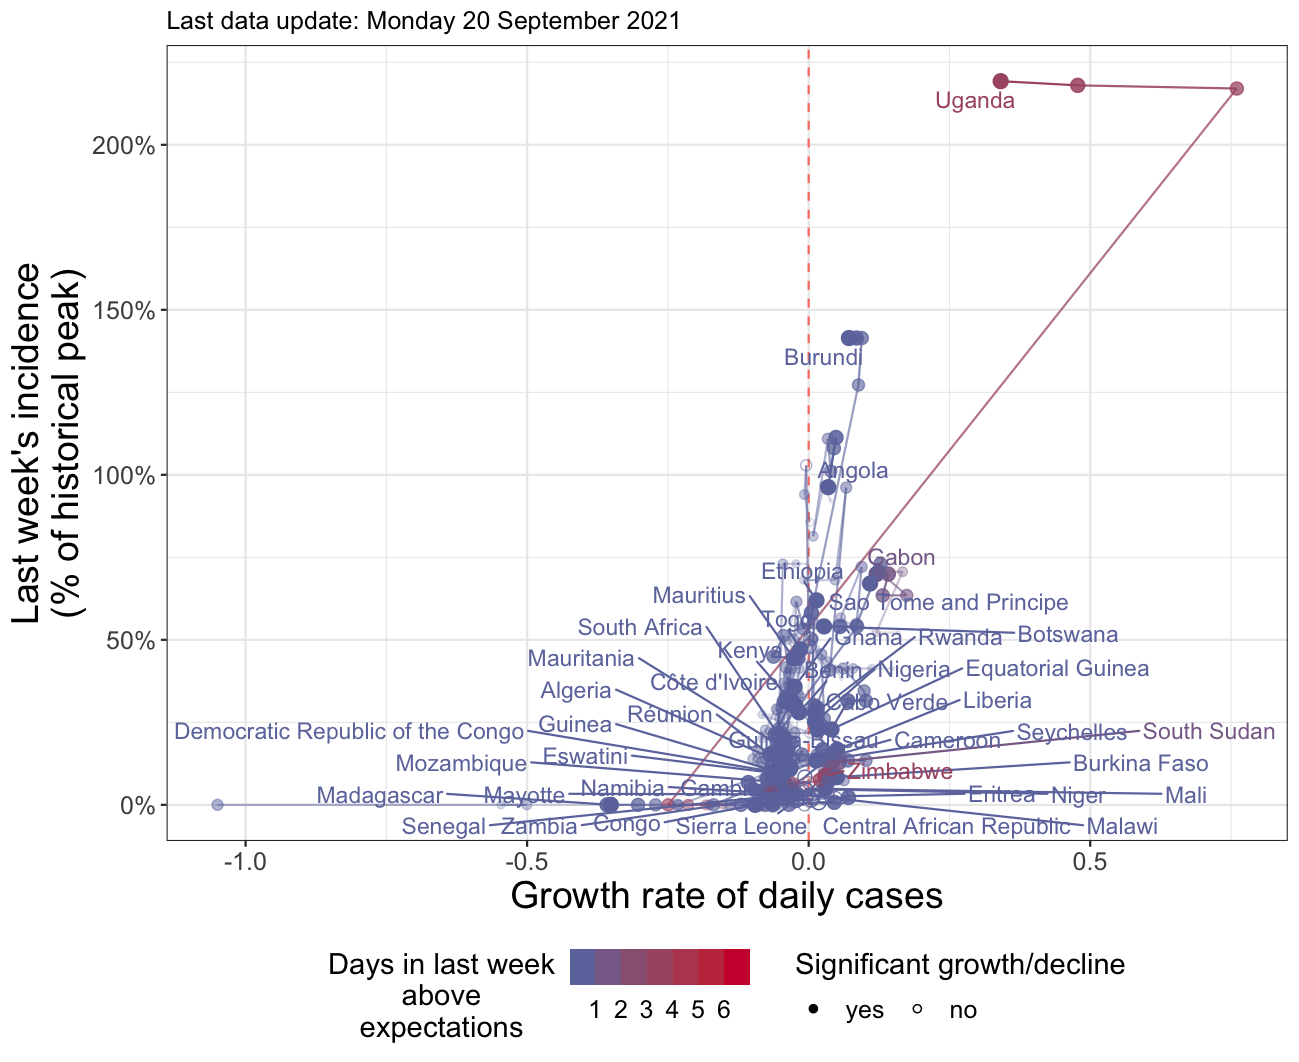 Last data update: Monday 20 September 2021
Last week's incidence
(% of historical peak)
200%
150%
100%
50%
0%
Uganda
Burundi
Angola
Gabon
Ethiopia
Mauritius
Sao Tome and Principe
Togo
South Africa
Ghana
Rwanda
Botswana
Kenya
Mauritania
Benin
Nigeria
Equatorial Guinea
Côte d'Ivoire
Algeria
Cabo Verde
Liberia
Réunion
Guinea
Democratic Republic of the Congo
Guinea-Bissau
Cameroon
Seychelles
South Sudan
Eswatini
Mozambique
Zimbabwe
Burkina Faso
Namibia
Madagascar
Mayotte
Eritrea
Niger
Mali
Senegal
Zambia
Congo
Sierra Leone
Central African Republic
Malawi
-1.0
-0.5
0.0
0.5
Growth rate of daily cases
Days in last week
above
expectations
1 2 3 4 5 6
Significant growth/decline
yes
no